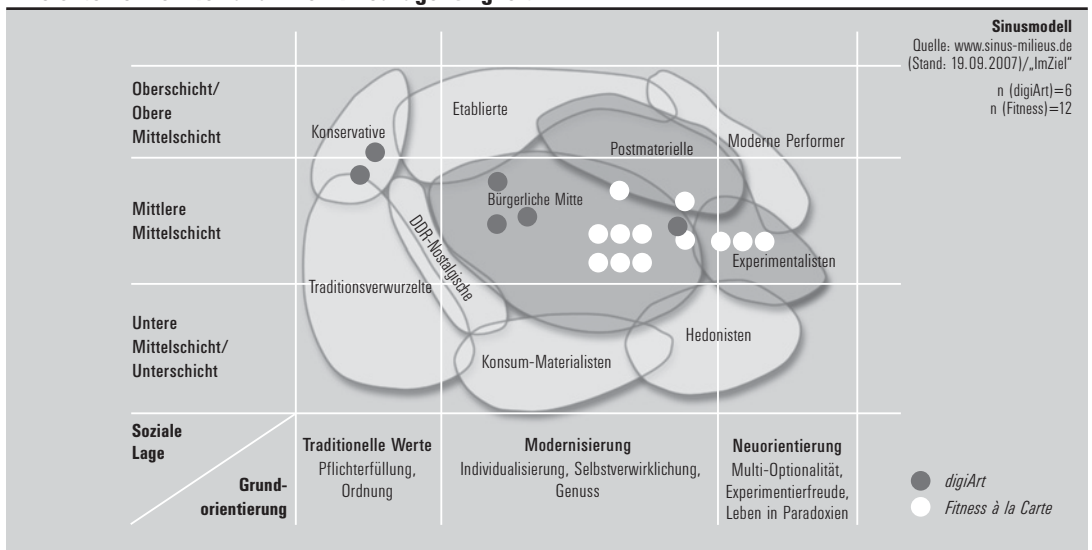 Sinusmodell
Quelle: www.sinus-milieus.de
(Stand: 19.09.2007)/„ImZiel“
n (digiArt)=6
n (Fitness)=12
Oberschicht/
Obere
Mittelschicht
Konservative
Etablierte
Postmaterielle
Moderne Performer
Mittlere
Mittelschicht
Bürgerliche Mitte
DDR-Nostalgische
Experimentalisten
Traditionsverwurzelte
Untere
Mittelschicht/
Unterschicht
Hedonisten
Konsum-Materialisten
Soziale
Lage
Grund-
orientierung
Traditionelle Werte
Pflichterfüllung,
Ordnung
Modernisierung
Individualisierung, Selbstverwirklichung,
Genuss
Neuorientierung
Multi-Optionalität,
Experimentierfreude,
Leben in Paradoxien
digiArt
Fitness à la Carte